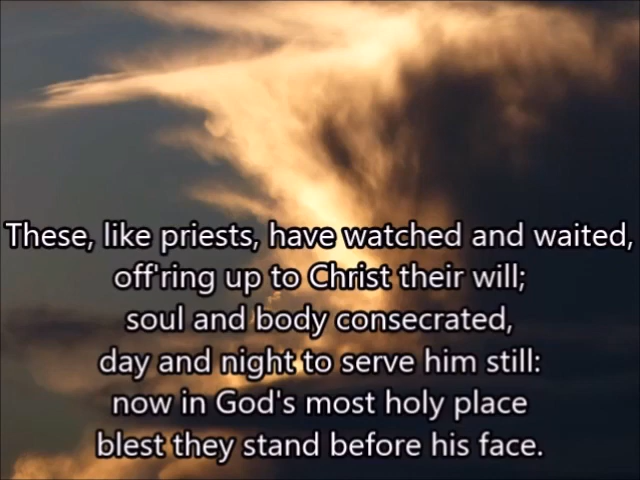 These, like priests, have watched and waited,
off'ring up to Christ their will;
soul and body consecrated,
day and night to serve him still:
now in God's most holy place
blest they stand before his face.